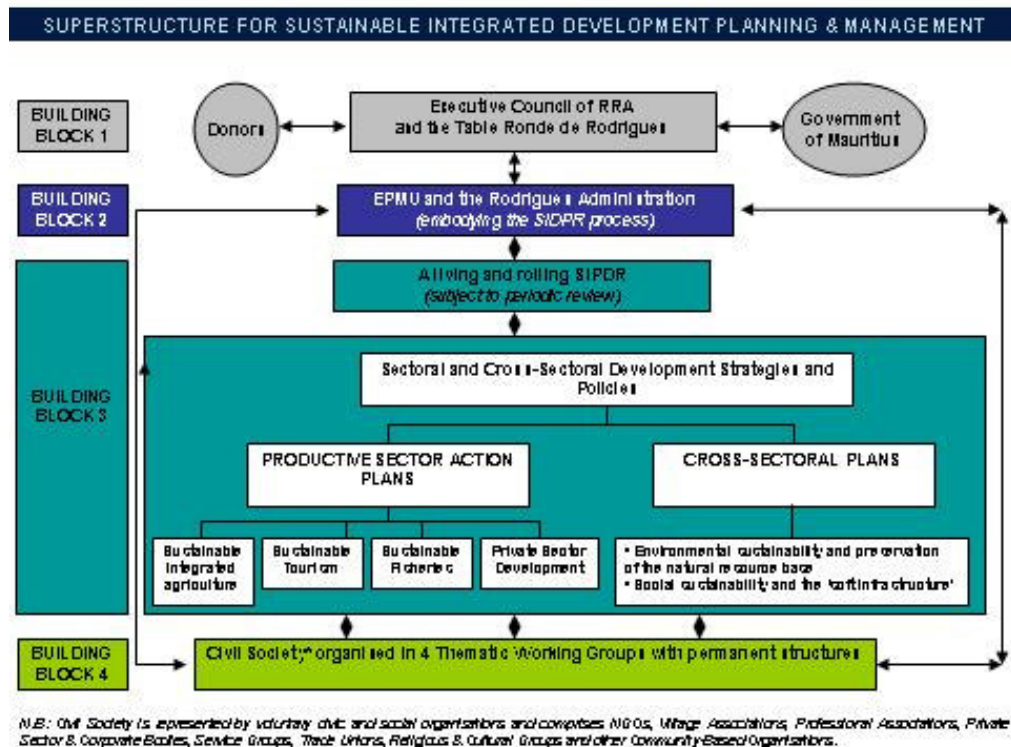 SUPERSTRUCTURE FOR SUSTAINABLE INTEGRATED DEVELOPMENT PLANNING & MANAGEMENT
BUILDING
BLOCK 1
Donors
Executive Council of RRA
and the Table Ronde de Rodrigues
Government
of Mauritius
BUILDING
BLOCK 2
EPMU and the Rodrigues Administration
(embodying the SIDPR process)
BUILDING
BLOCK 3
A living and rolling SIPDR
(subject to periodic review)
Sectoral and Cross-Sectoral Development Strategies and
Policies
PRODUCTIVE SECTOR ACTION
PLANS
CROSS-SECTORAL PLANS
Sustainable
Integrated
agriculture
Sustainable
Tourism
Sustainable
Fisheries
Private Sector
Development
• Environmental sustainability and preservation
of the natural resource base
• Social sustainability and the 'soft infrastructure'
BUILDING
BLOCK 4
Civil Society* organised in 4 Thematic Working Groups with permanent structures
N.B: Civil Society is represented by voluntary civic and social organisations and comprises NGOs, Village Associations, Professional Associations, Private
Sector & Corporate Bodies, Service Groups, Trade Unions, Religious & Cultural Groups and other Community-Based Organisations.